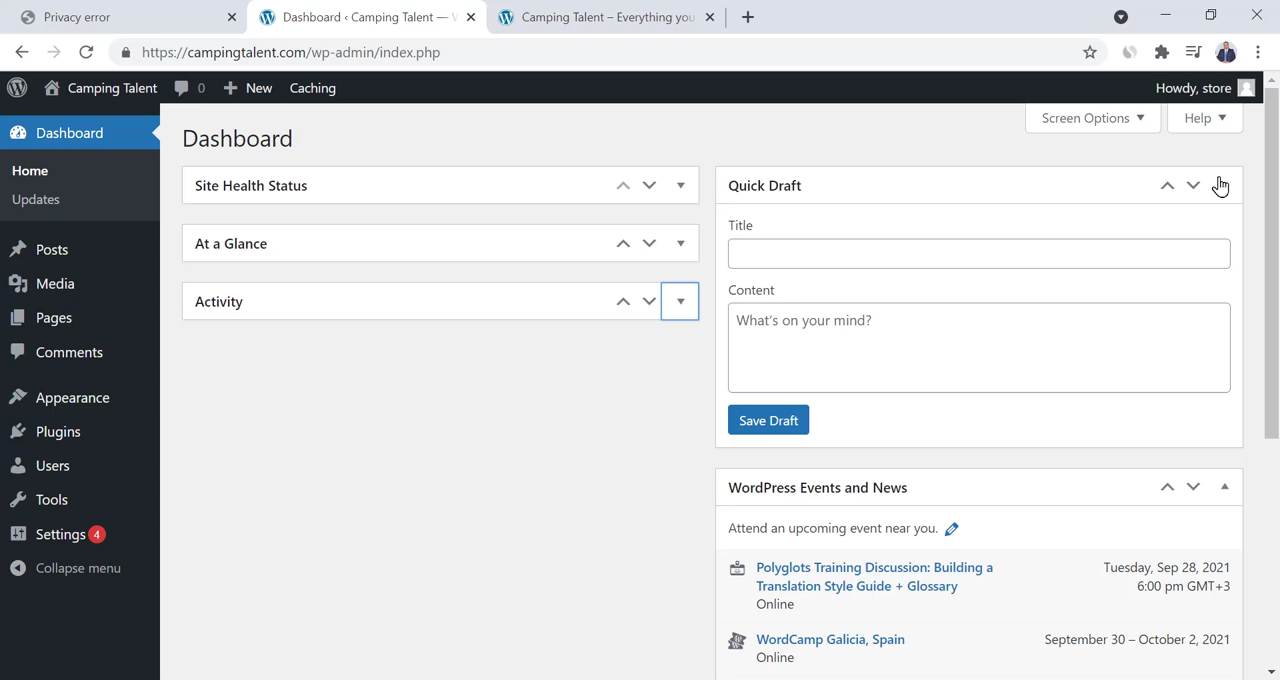 Privacy error
Dashboard ‹ Camping Talent — W
Camping Talent – Everything you
https://campingtalent.com/wp-admin/index.php
Camping Talent
0
New
Caching
Howdy, store
Dashboard
Home
Updates
Posts
Media
Pages
Comments
Appearance
Plugins
Users
Tools
Settings 4
Collapse menu
Screen Options
Help
Dashboard
Site Health Status
At a Glance
Activity
Quick Draft
Title
Content
What's on your mind?
Save Draft
WordPress Events and News
Attend an upcoming event near you.
Polyglots Training Discussion: Building a
Translation Style Guide + Glossary
Online
Tuesday, Sep 28, 2021
6:00 pm GMT+3
WordCamp Galicia, Spain
Online
September 30 – October 2, 2021